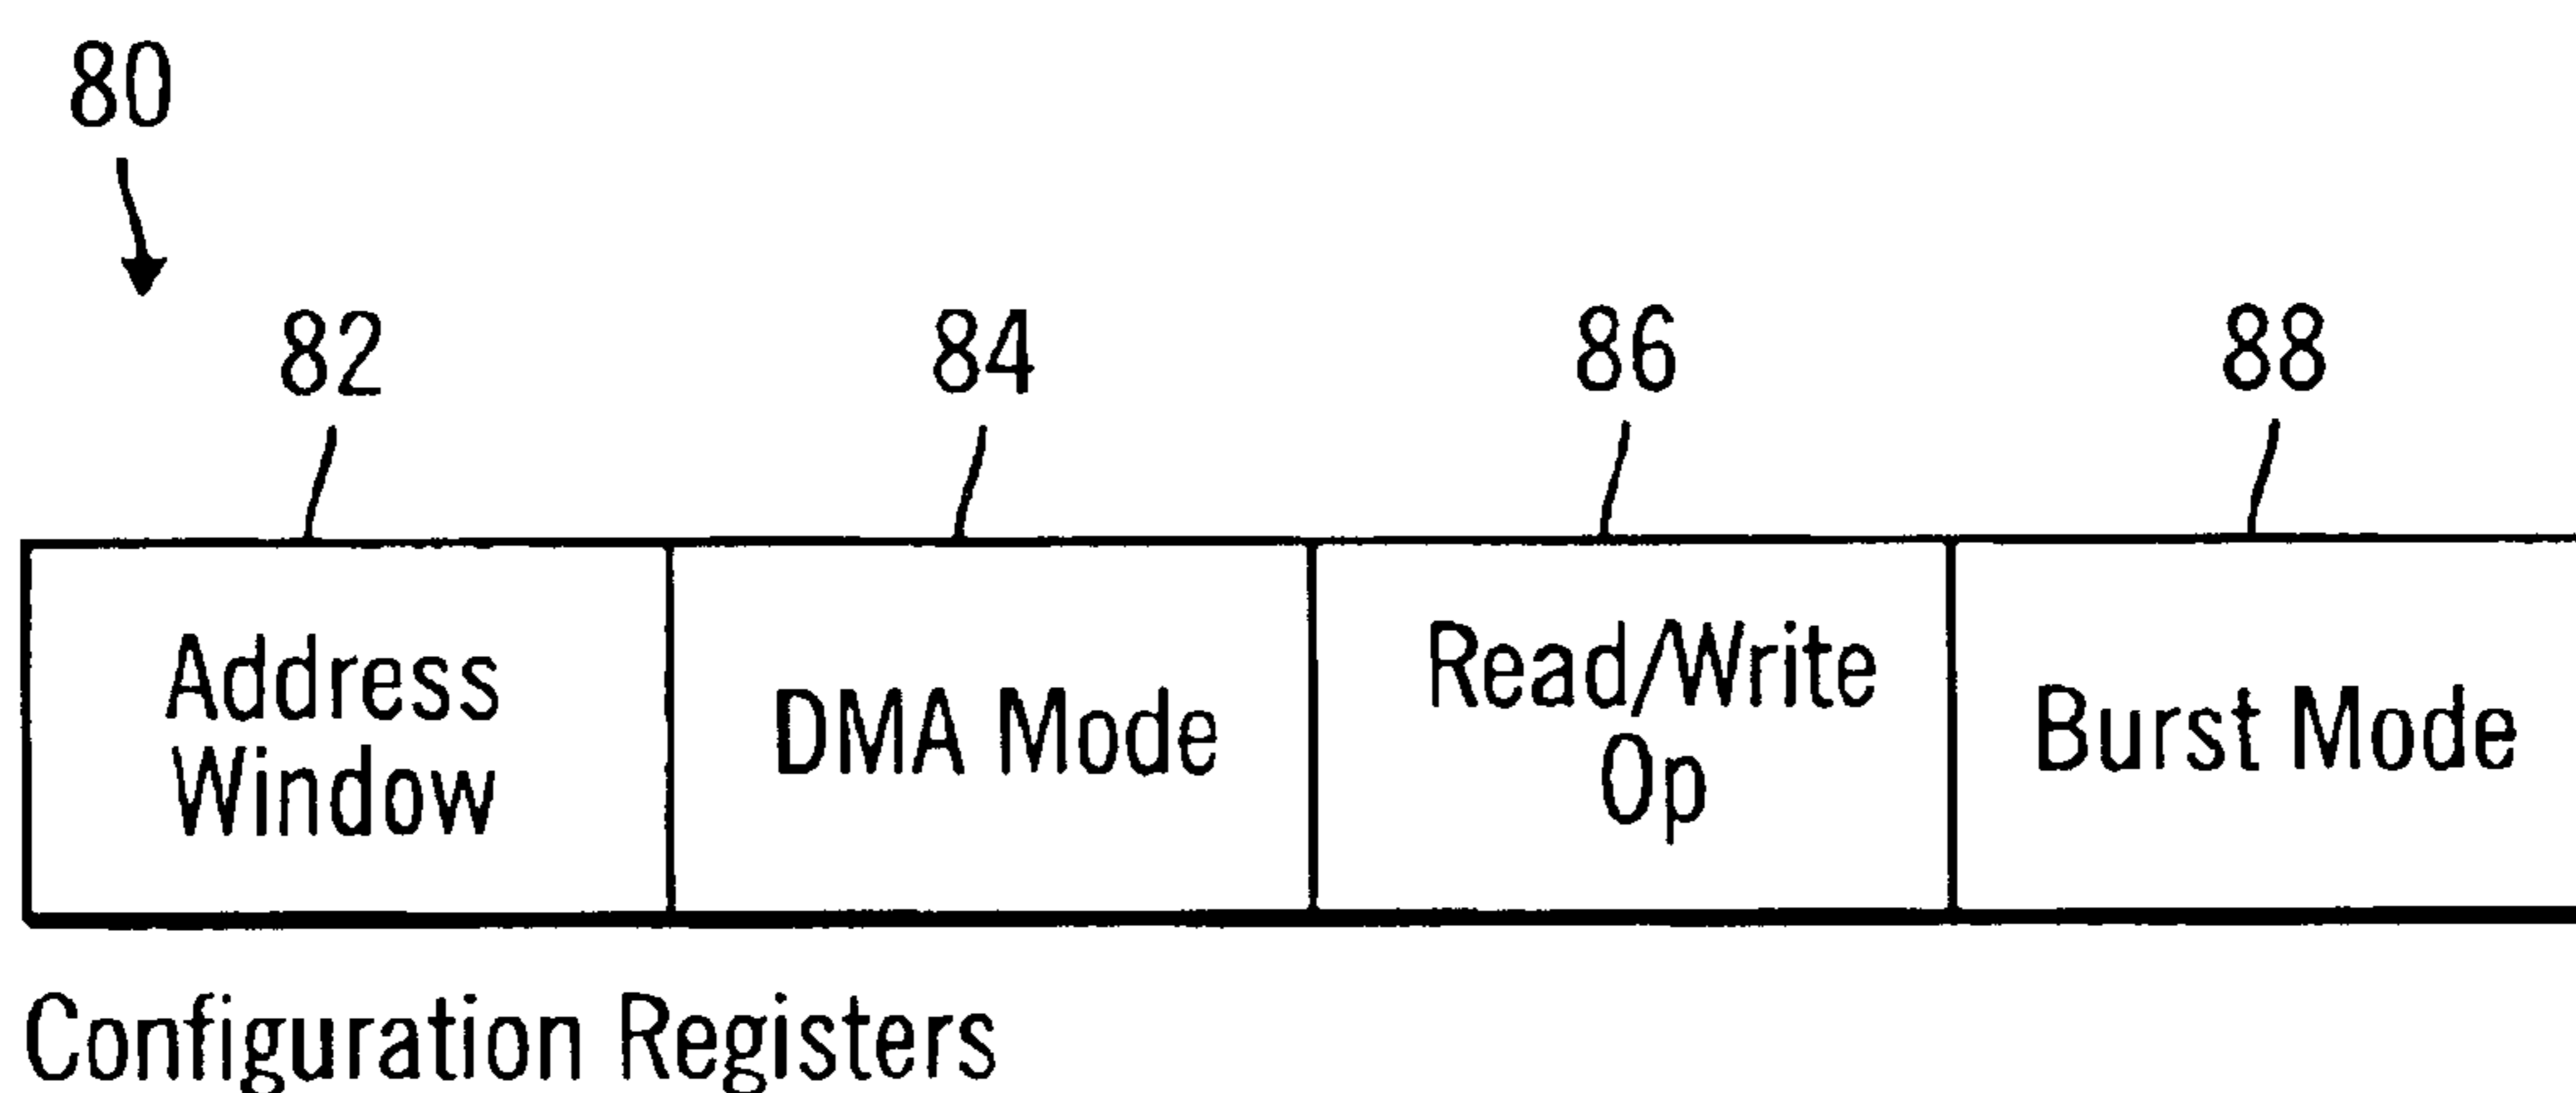 80
82
84
86
88
Address
Window
DMA Mode
Read/Write
Op
Burst Mode
Configuration Registers